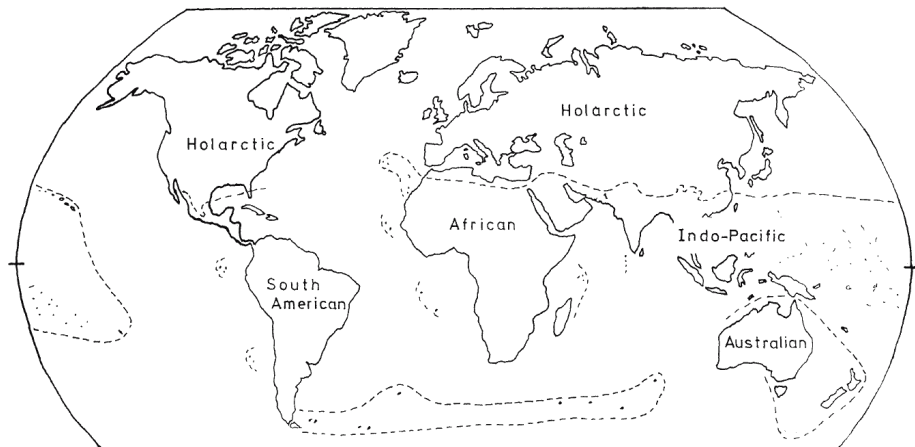 Holarctic
Holarctic
African
Indo-Pacific
South
American
Australian